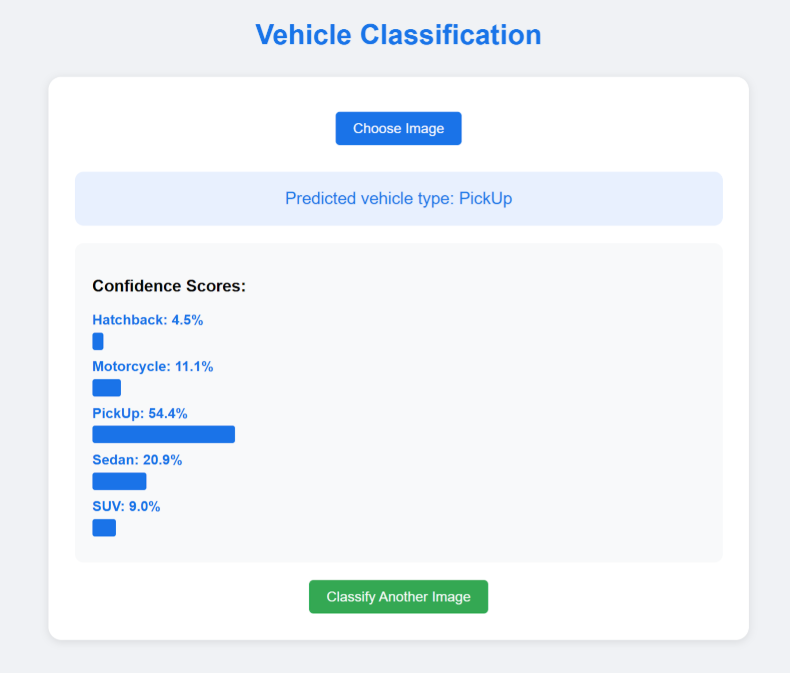 Vehicle Classification
Choose Image
Predicted vehicle type: PickUp
Confidence Scores:
Hatchback: 4.5%
Motorcycle: 11.1%
PickUp: 54.4%
Sedan: 20.9%
SUV: 9.0%
Classify Another Image